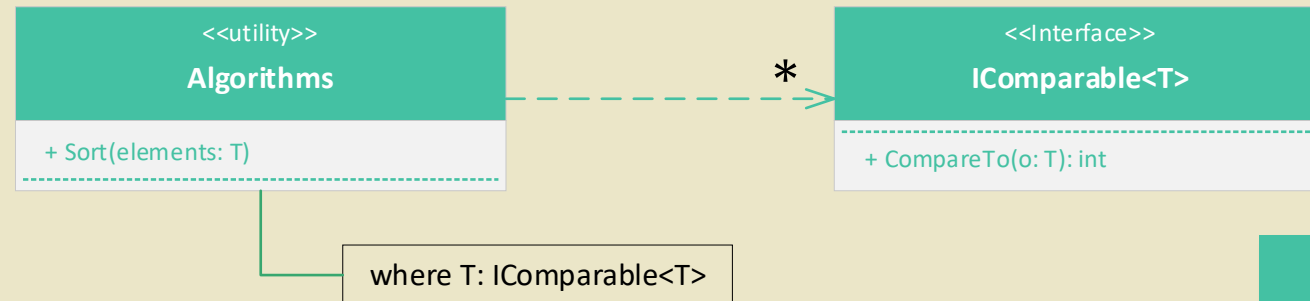 <<utility>>
Algorithms
+ Sort(elements: T)
*
<<Interface>>
IComparable<T>
+ CompareTo(o: T): int
where T: IComparable<T>